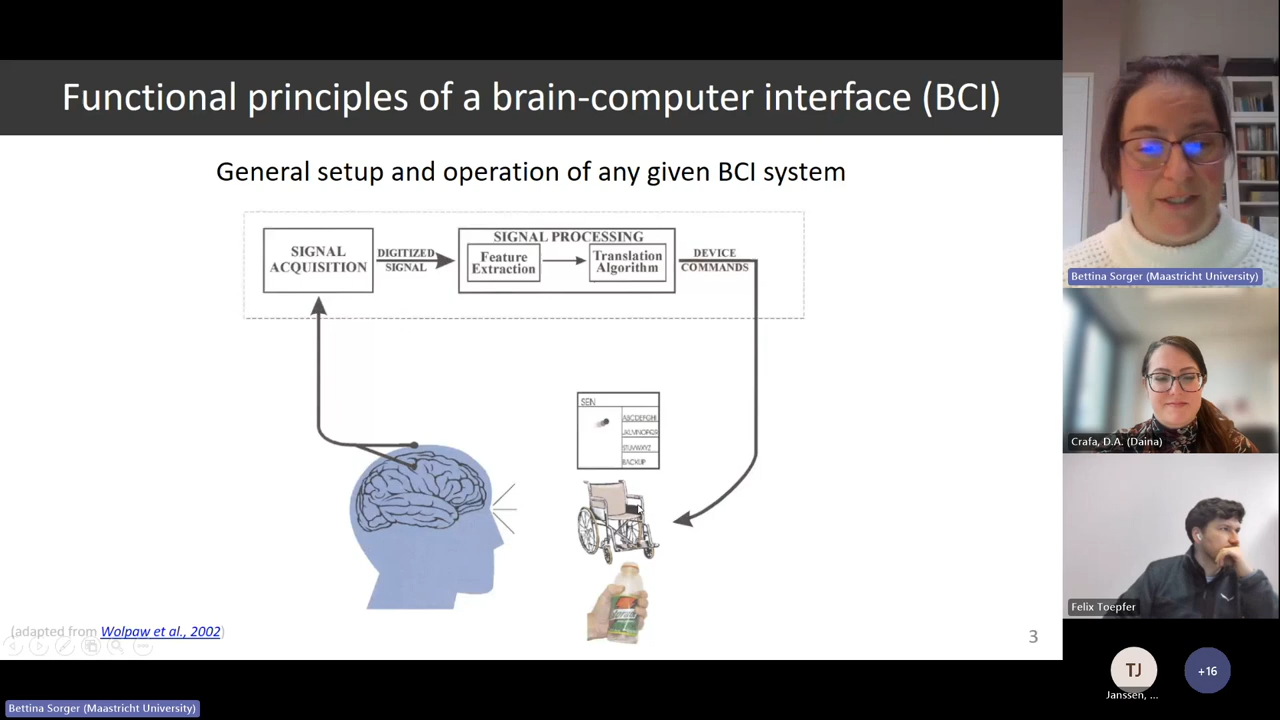 Functional principles of a brain-computer interface (BCI)
General setup and operation of any given BCI system
SIGNAL
ACQUISITION
DIGITIZED
SIGNAL
SIGNAL PROCESSING
Feature
Extraction
Translation
Algorithm
DEVICE
COMMANDS
SEN
BACKUP
(adapted from Wolpaw et al., 2002)
3
Bettina Sorger (Maastricht University)
Crafa, D.A. (Daina)
Felix Toepfer
TJ
Janssen, ...
+16
Bettina Sorger (Maastricht University)